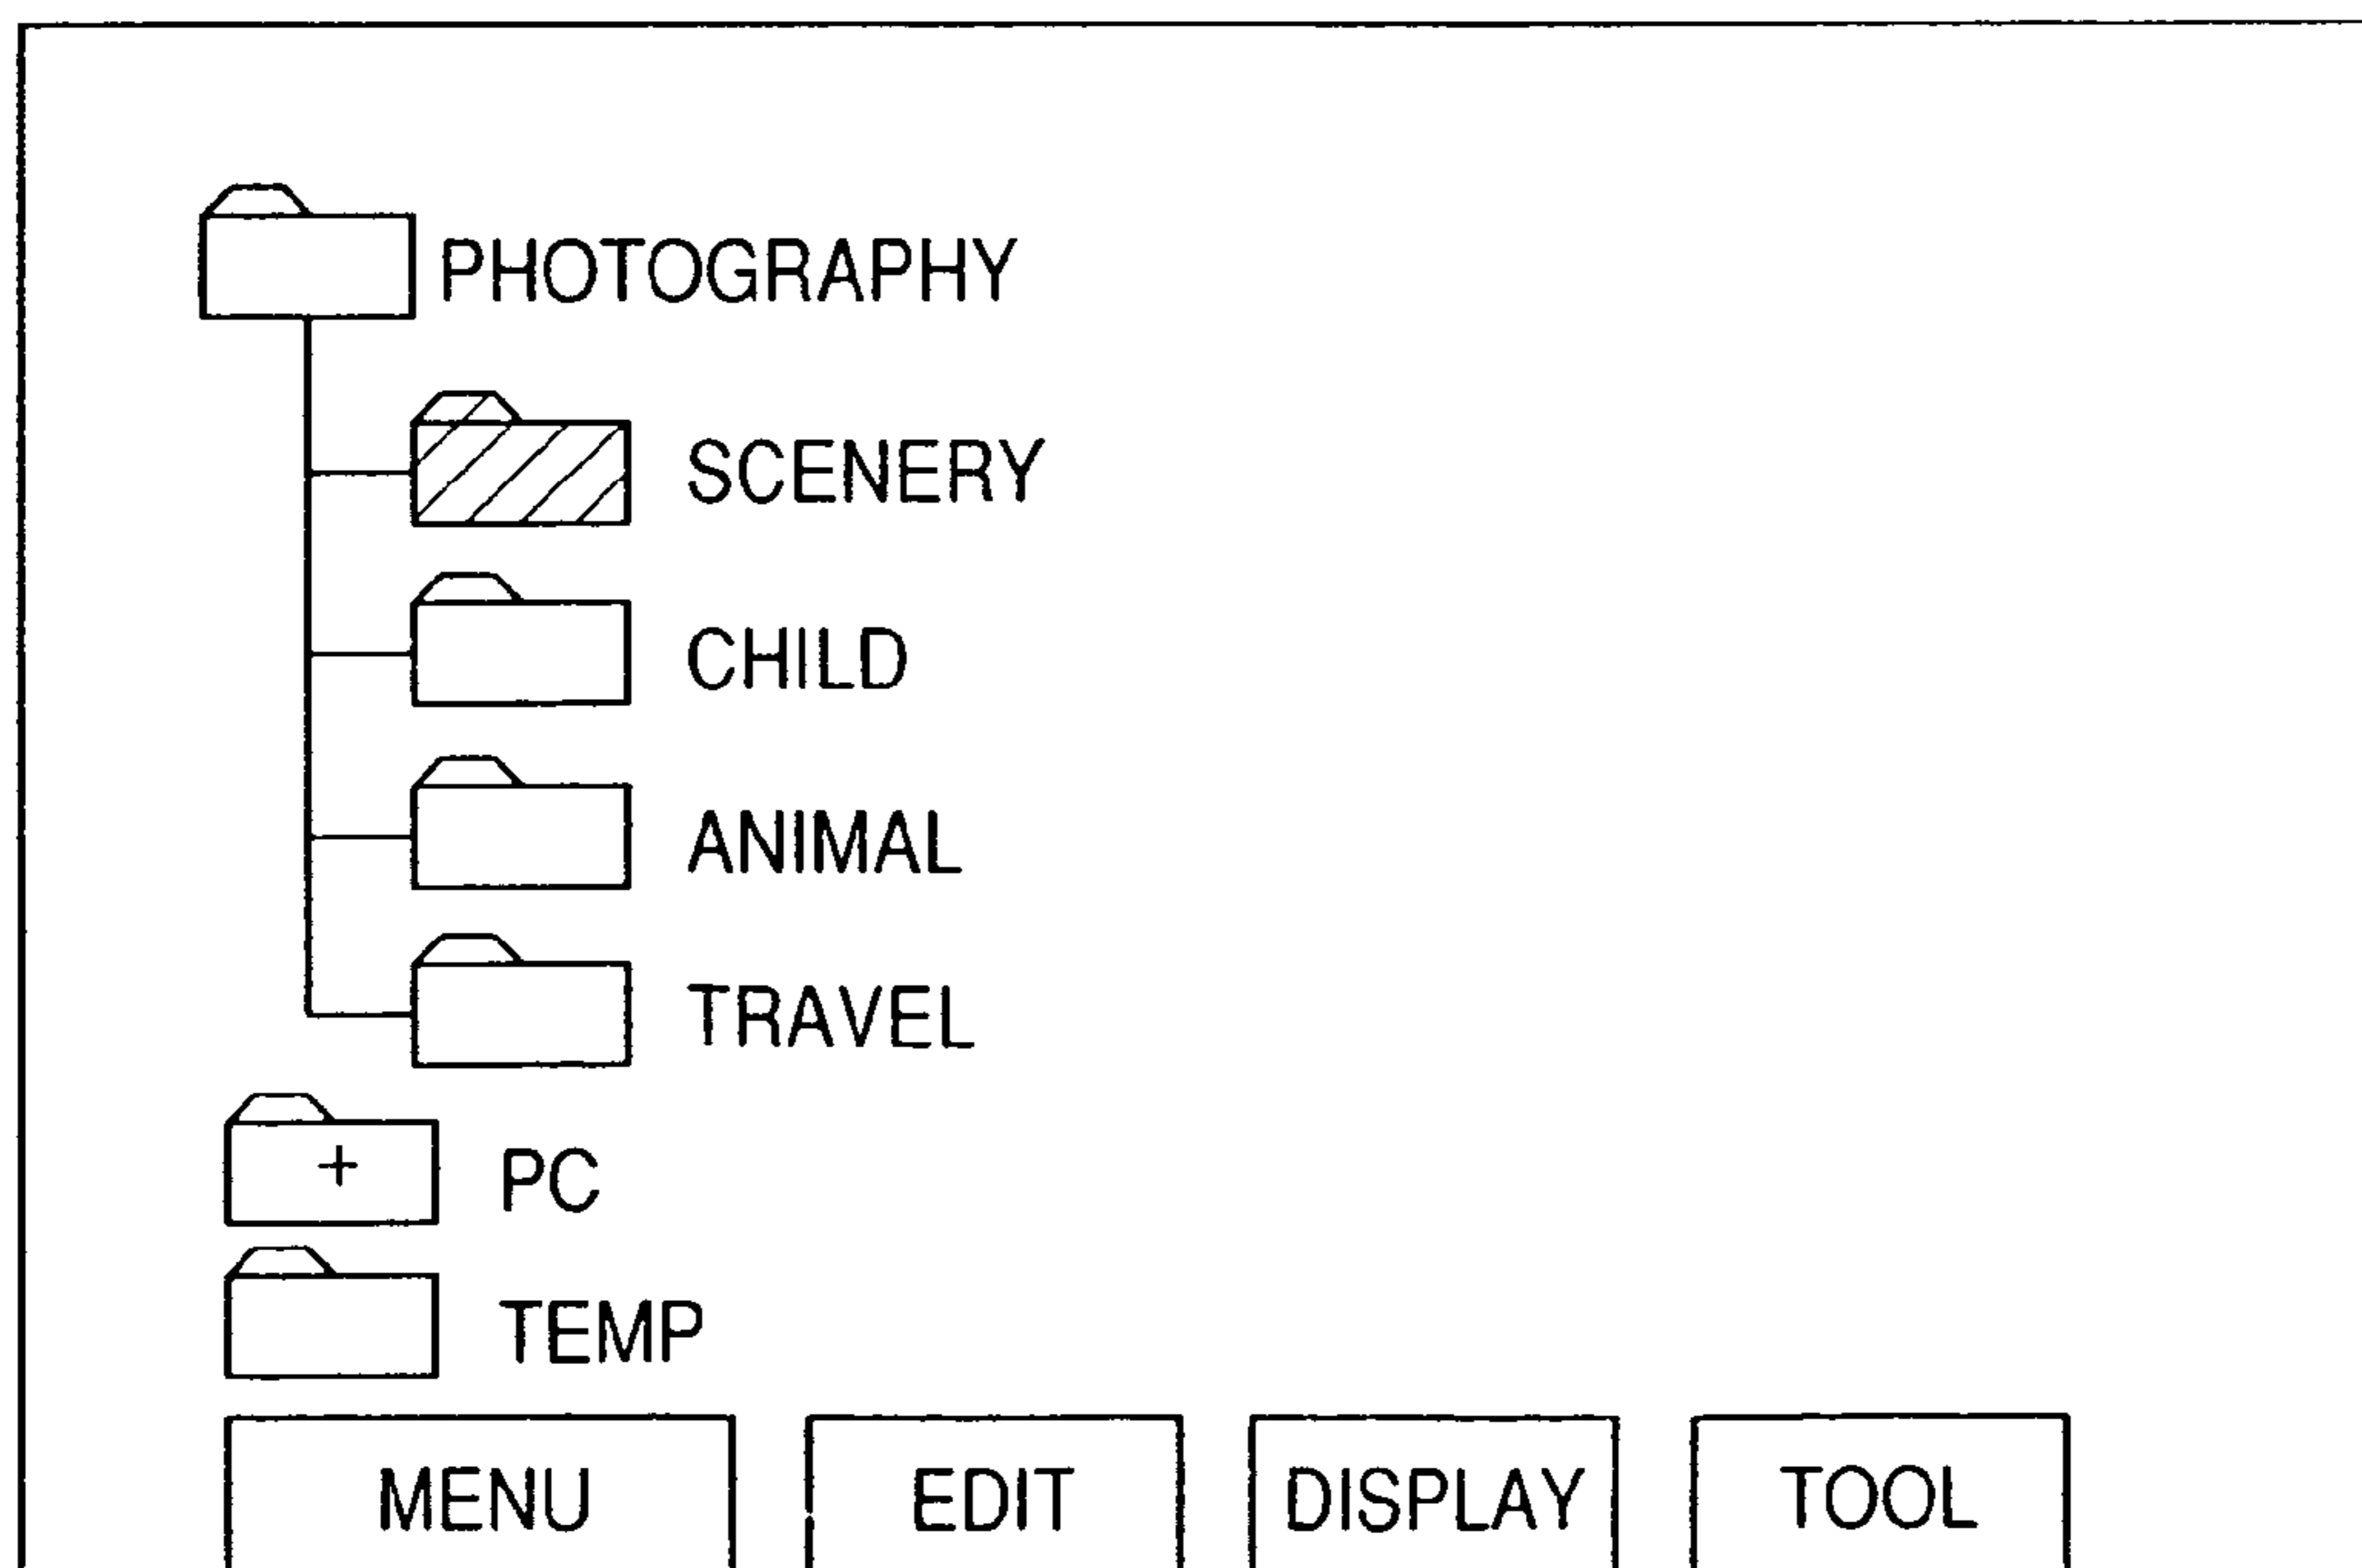 PHOTOGRAPHY
SCENERY
CHILD
ANIMAL
TRAVEL
+ PC
TEMP
MENU EDIT DISPLAY TOOL